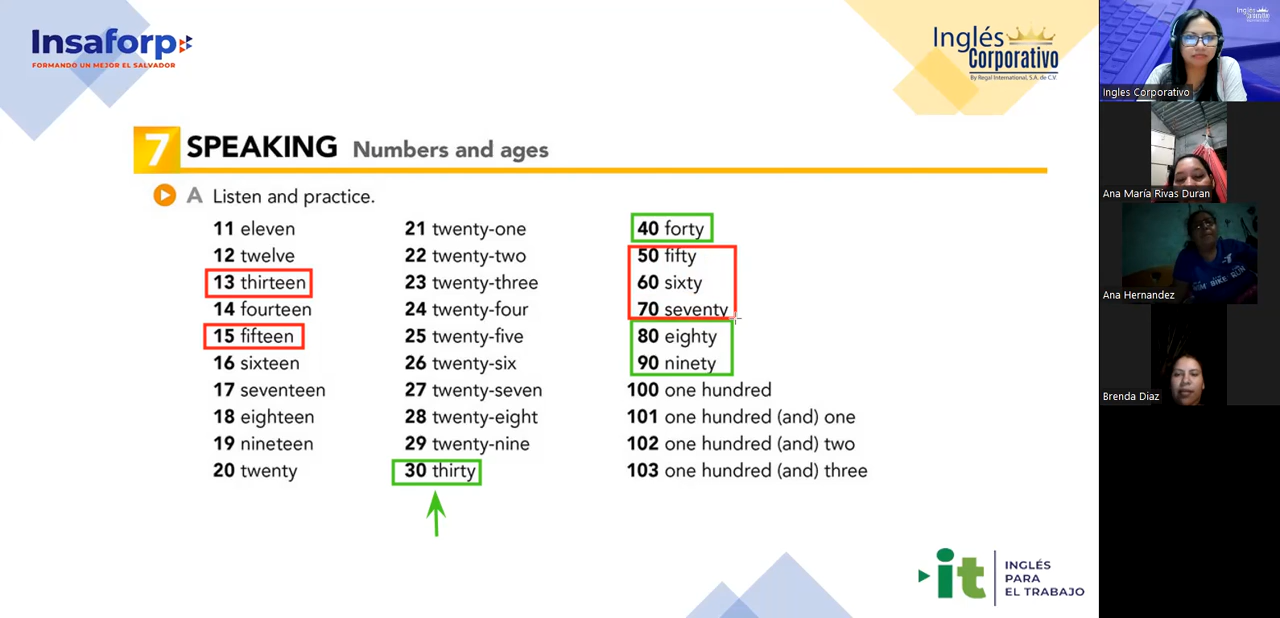 Insaforp
FORMANDO UN MEJOR EL SALVADOR
Inglés
Corporativo
By Regal International, S.A. de C.V.
7 SPEAKING Numbers and ages
A Listen and practice.
11 eleven
12 twelve
13 thirteen
14 fourteen
15 fifteen
16 sixteen
17 seventeen
18 eighteen
19 nineteen
20 twenty
21 twenty-one
22 twenty-two
23 twenty-three
24 twenty-four
25 twenty-five
26 twenty-six
27 twenty-seven
28 twenty-eight
29 twenty-nine
30 thirty
40 forty
50 fifty
60 sixty
70 seventy
80 eighty
90 ninety
100 one hundred
101 one hundred (and) one
102 one hundred (and) two
103 one hundred (and) three
it
INGLÉS
PARA
EL TRABAJO
Inglés
Ingles Corporativo
Ana María Rivas Duran
Ana Hernandez
Brenda Diaz